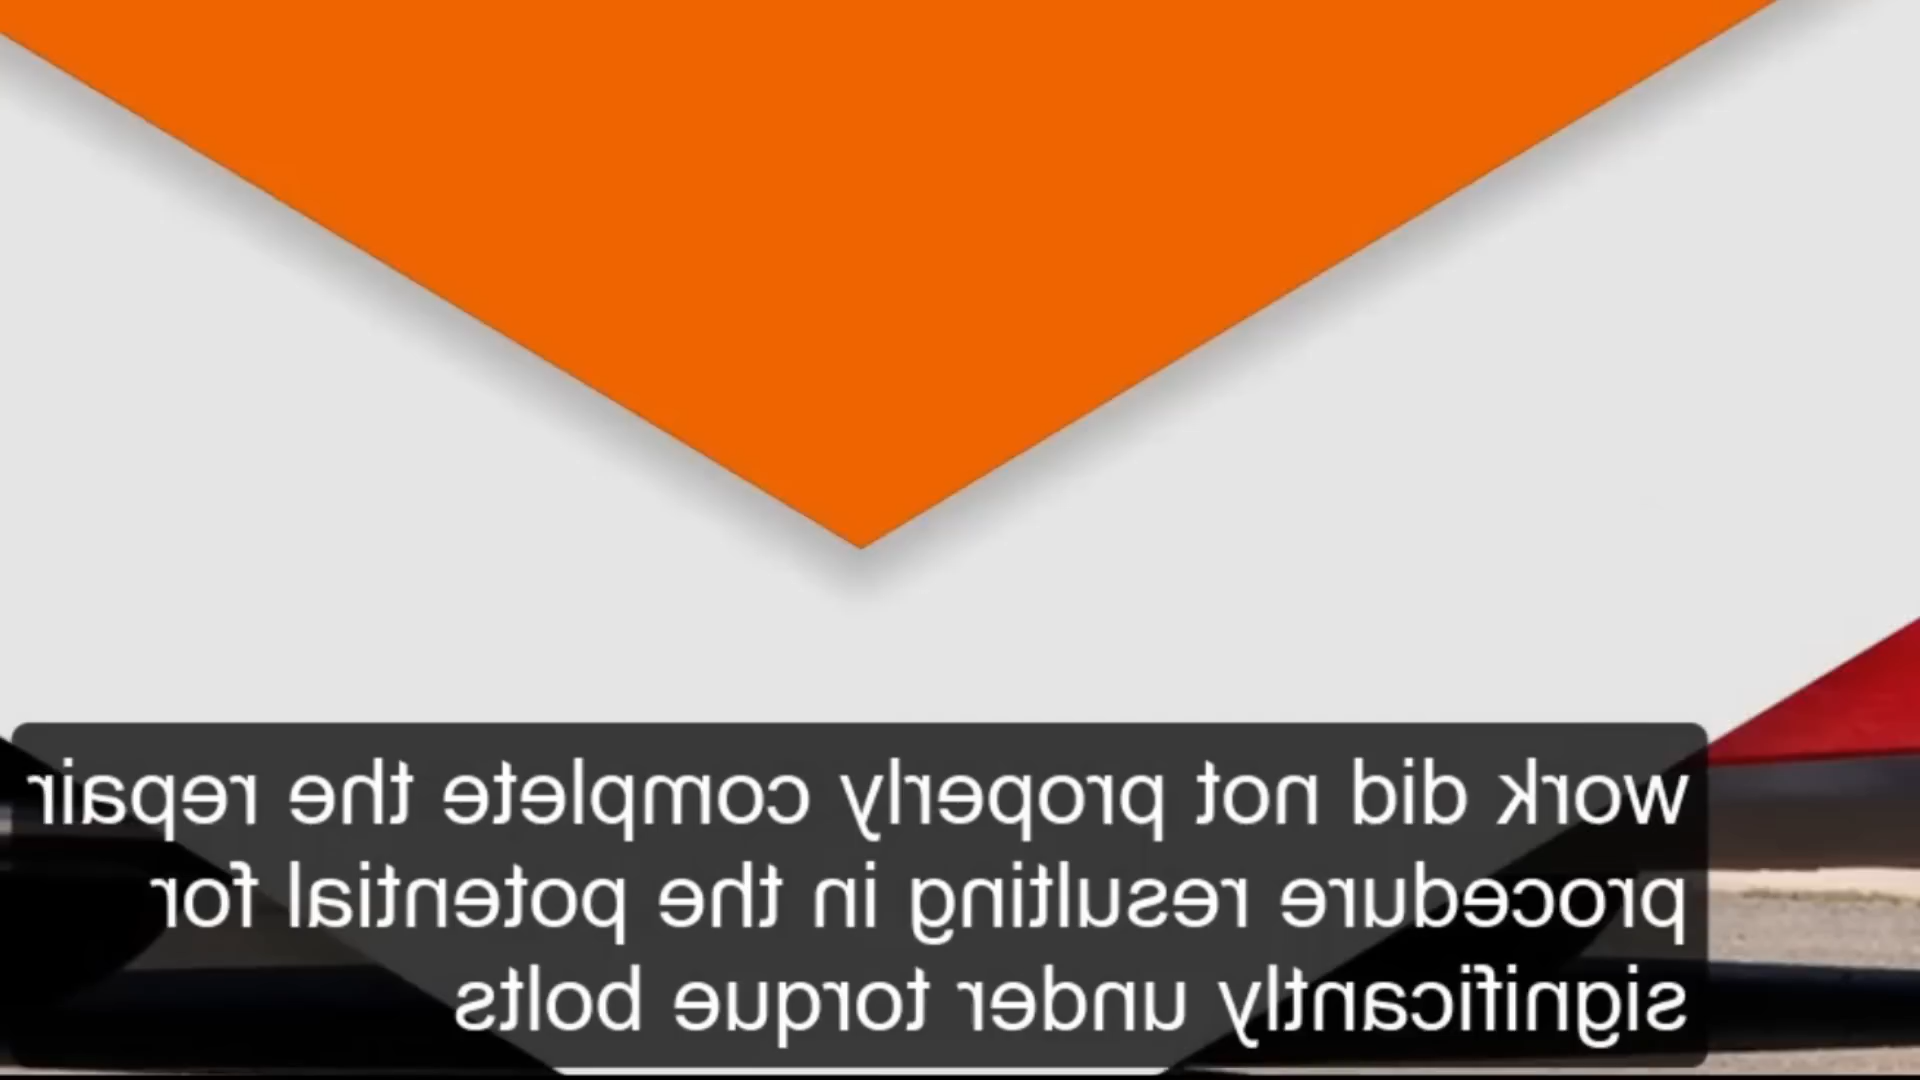 work did not properly complete the repair
procedure resulting in the potential for
significantly under torque bolts